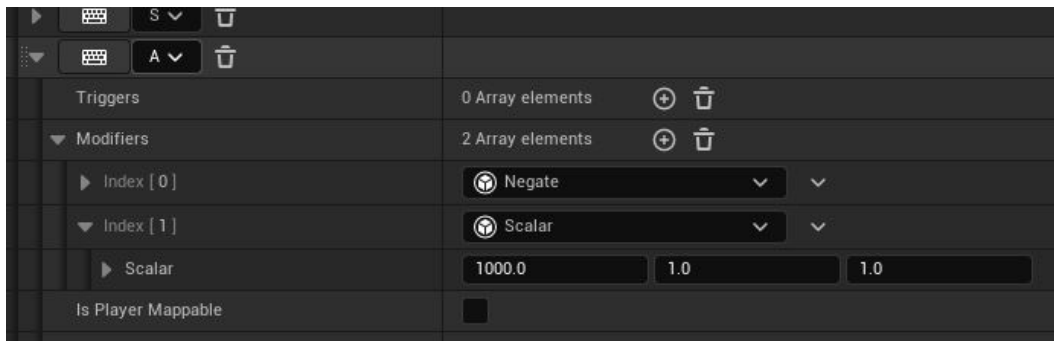 S
A
Triggers 0 Array elements
Modifiers 2 Array elements
Index [ 0 ] Negate
Index [ 1 ] Scalar
Scalar 1000.0 1.0 1.0
Is Player Mappable